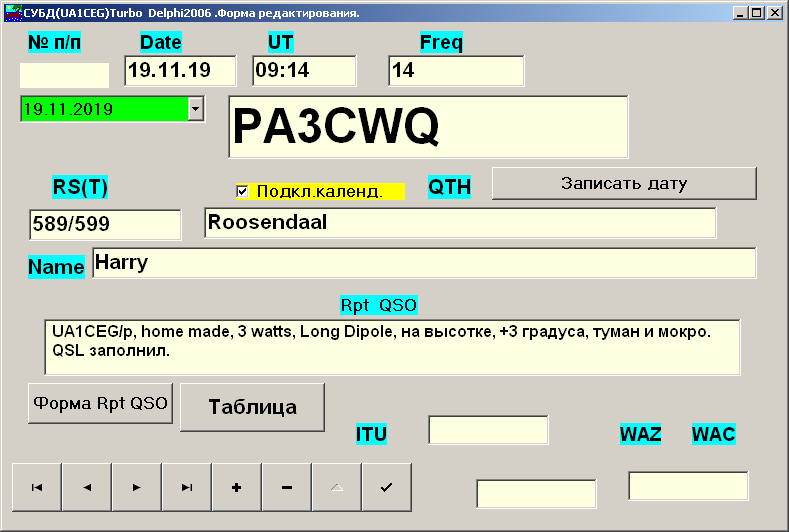 СУБД(UA1CEG)Turbo Delphi2006 .Форма редактирования.
№ п/п Date UT Freq
19.11.19 09:14 14
19.11.2019
PA3CWQ
RS(T) Подкл.календ. QTH Записать дату
589/599 Roosendaal
Name Harry
Rpt QSO
UA1CEG/p, home made, 3 watts, Long Dipole, на высотке, +3 градуса, туман и мокро.
QSL заполнил.
Форма Rpt QSO Таблица
ITU WAZ WAC